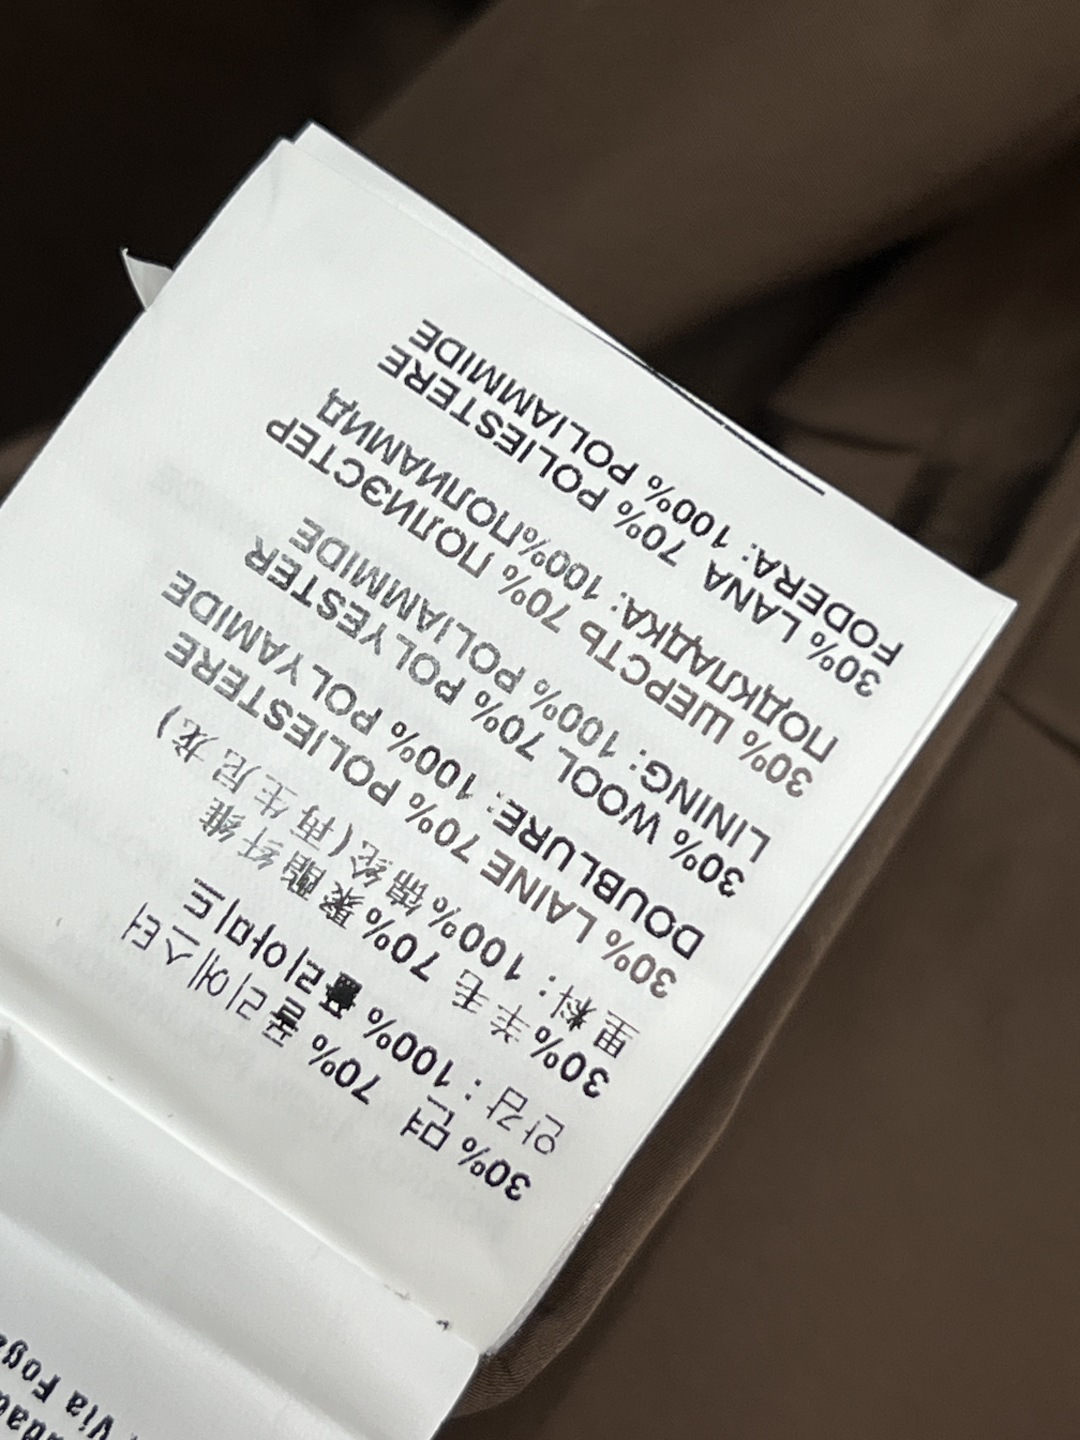 Via
30% 면 70% 폴리에스터
안감: 100% 폴리아미드
30% 羊毛 70% 聚酯纤维
里料: 100% 锦纶(再生尼龙)
30% LAINE 70% POLIESTERE
DOUBLURE: 100% POLYAMIDE
30% WOOL 70% POLYESTER
LINING: 100% POLIAMMIDE
30% ШЕРСТЬ 70% ПОЛИЭСТЕР
ПОДКЛАДКА: 100%ПОЛИАМИД
30% LANA 70% POLIESTERE
FODERA: 100% POLIAMMIDE